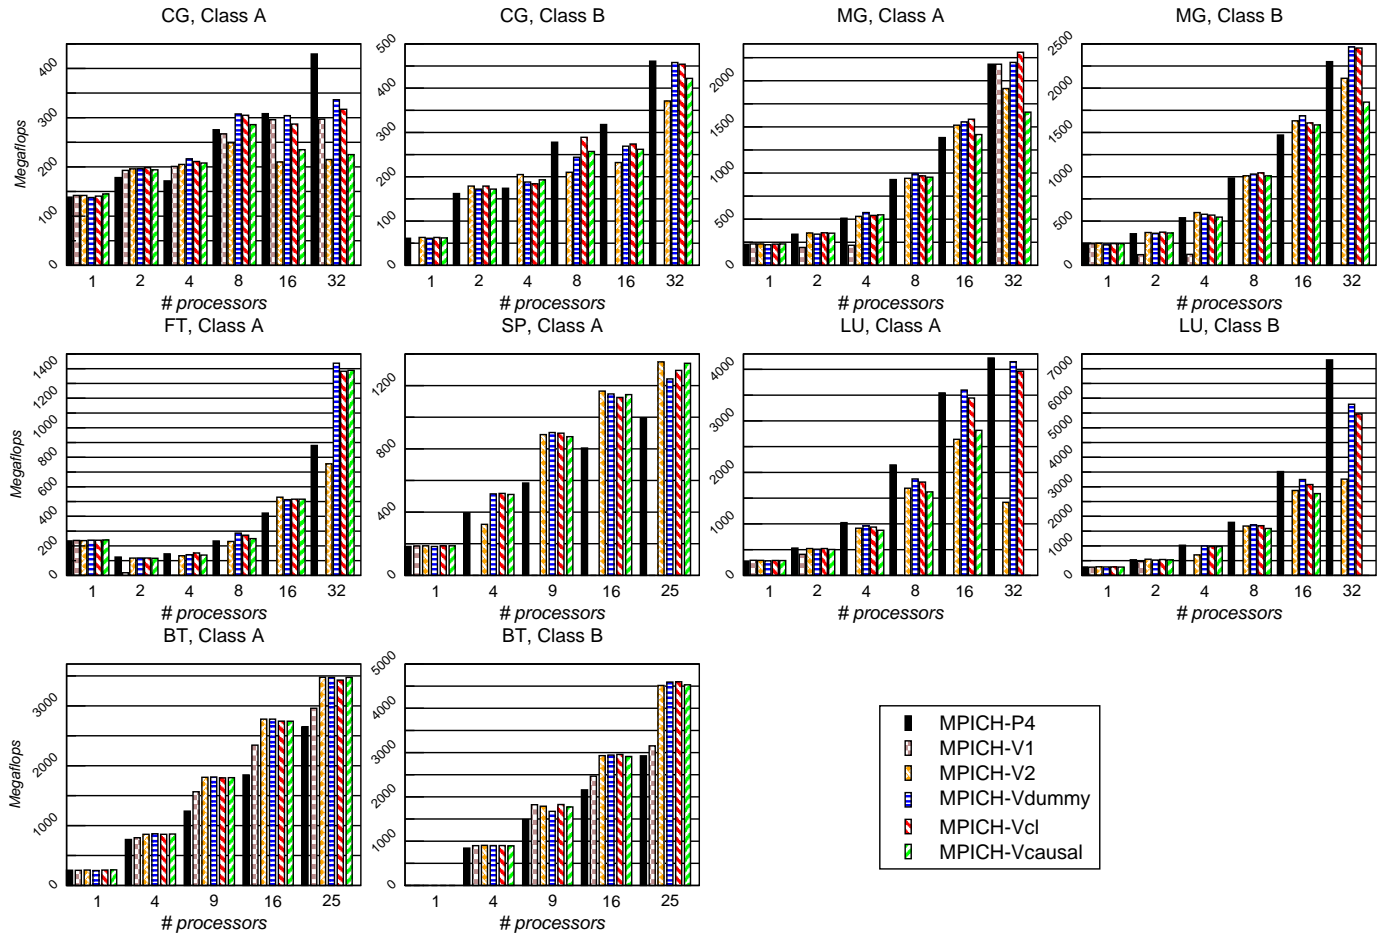 CG, Class A
CG, Class B
MG, Class A
MG, Class B
Megaflops
400
300
200
100
0
500
400
300
200
100
0
2000
1500
1000
500
0
2500
2000
1500
1000
500
0
1 2 4 8 16 32
1 2 4 8 16 32
1 2 4 8 16 32
1 2 4 8 16 32
# processors
# processors
# processors
# processors
FT, Class A
SP, Class A
LU, Class A
LU, Class B
Megaflops
1400
1200
1000
800
600
400
200
0
1200
800
400
0
4000
3000
2000
1000
0
7000
6000
5000
4000
3000
2000
1000
0
1 2 4 8 16 32
1 4 9 16 25
1 2 4 8 16 32
1 2 4 8 16 32
# processors
# processors
# processors
# processors
BT, Class A
BT, Class B
Megaflops
3000
2000
1000
0
5000
4000
3000
2000
1000
0
1 4 9 16 25
1 4 9 16 25
# processors
# processors
MPICH-P4
MPICH-V1
MPICH-V2
MPICH-Vdummy
MPICH-Vcl
MPICH-Vcausal